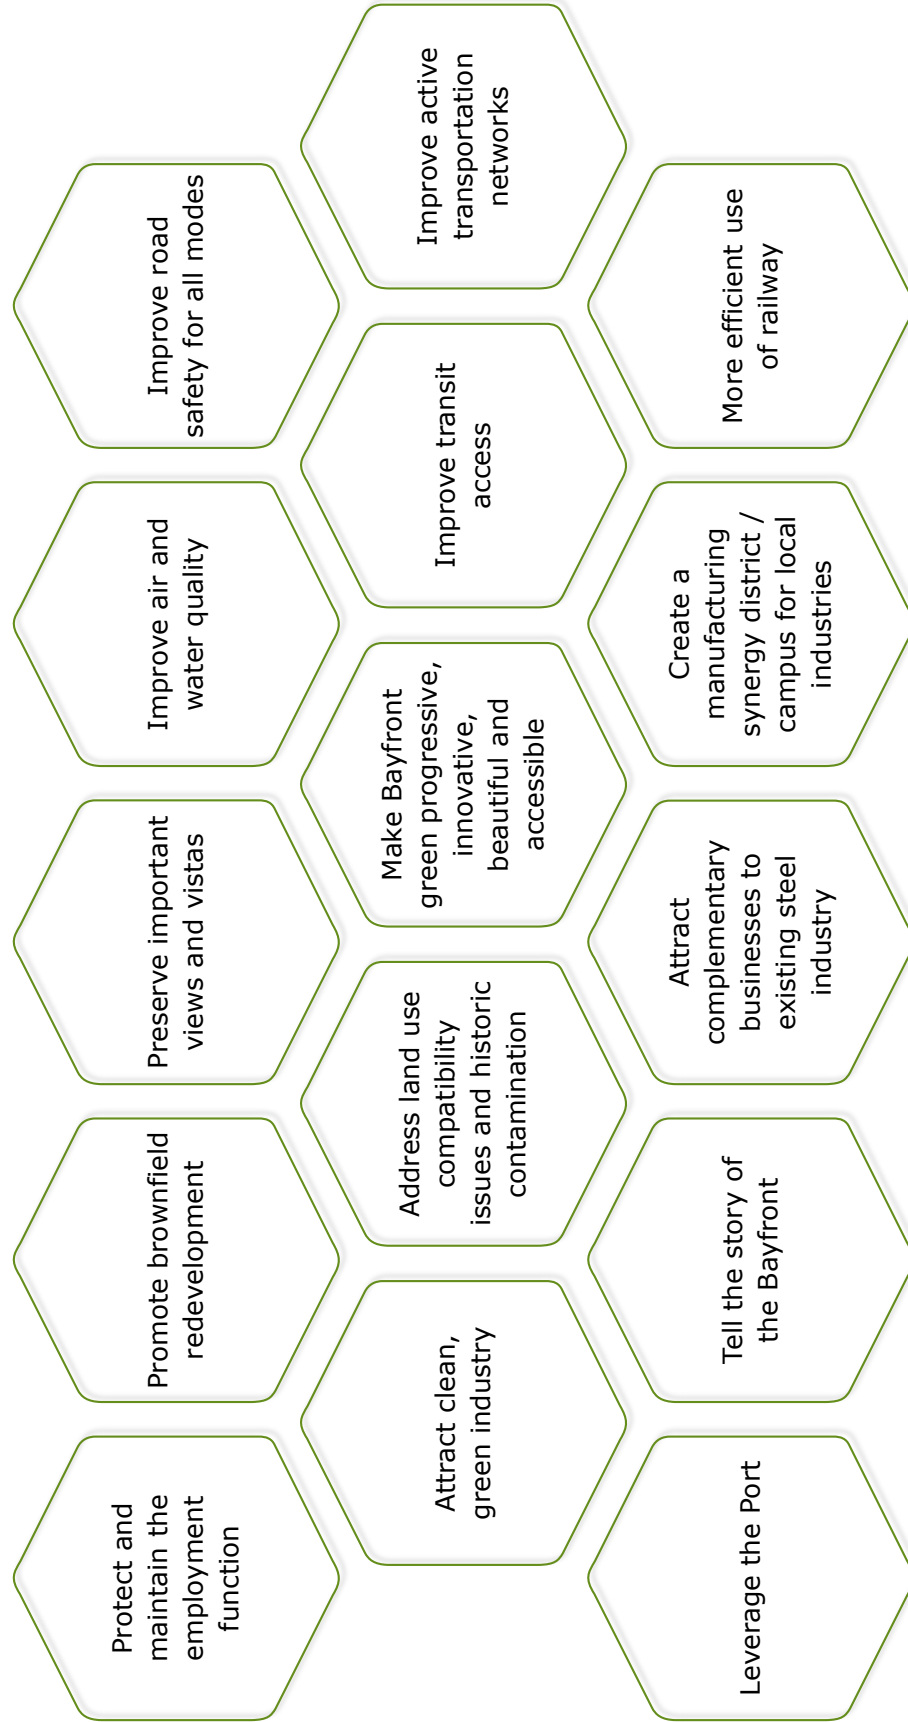 Protect and
maintain the
employment
function
Promote brownfield
redevelopment
Preserve important
views and vistas
Improve air and
water quality
Improve road
safety for all modes
Attract clean,
green industry
Address land use
compatibility
issues and historic
contamination
Make Bayfront
green progressive,
innovative,
beautiful and
accessible
Improve transit
access
Improve active
transportation
networks
Leverage the Port
Tell the story of
the Bayfront
Attract
complementary
businesses to
existing steel
industry
Create a
manufacturing
synergy district /
campus for local
industries
More efficient use
of railway